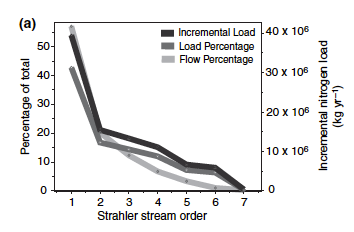 (a)
Incremental Load
Load Percentage
Flow Percentage
Percentage of total
50
40
30
20
10
0
40 x 10⁶
30 x 10⁶
20 x 10⁶
10 x 10⁶
0
Incremental nitrogen load
(kg yr⁻¹)
1 2 3 4 5 6 7
Strahler stream order